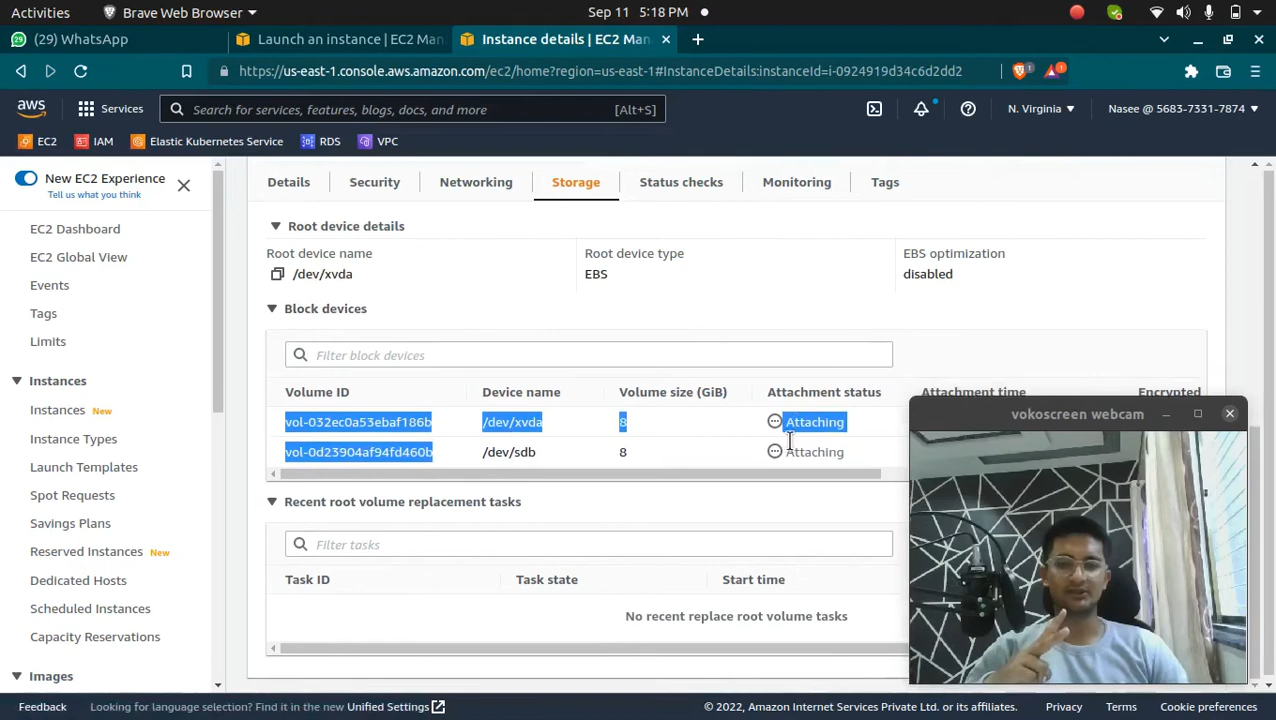 Activities Brave Web Browser Sep 11 5:18 PM
(29) WhatsApp Launch an instance | EC2 Man Instance details | EC2 Man
https://us-east-1.console.aws.amazon.com/ec2/home?region=us-east-1#InstanceDetails:instanceId=i-0924919d34c6d2dd2 1 1
aws Services Search for services, features, blogs, docs, and more [Alt+S] N. Virginia Nasee @ 5683-7331-7874
EC2 IAM Elastic Kubernetes Service RDS VPC
New EC2 Experience
Tell us what you think
EC2 Dashboard
EC2 Global View
Events
Tags
Limits
Instances
Instances New
Instance Types
Launch Templates
Spot Requests
Savings Plans
Reserved Instances New
Dedicated Hosts
Scheduled Instances
Capacity Reservations
Images
Details Security Networking Storage Status checks Monitoring Tags
Root device details
Root device name Root device type EBS optimization
/dev/xvda EBS disabled
Block devices
Filter block devices
Volume ID Device name Volume size (GiB) Attachment status Attachment time Encrypted
vol-032ec0a53ebaf186b /dev/xvda 8 Attaching
vol-0d23904af94fd460b /dev/sdb 8 Attaching
Recent root volume replacement tasks
Filter tasks
Task ID Task state Start time
No recent replace root volume tasks
vokoscreen webcam
Feedback Looking for language selection? Find it in the new Unified Settings © 2022, Amazon Internet Services Private Ltd. or its affiliates. Privacy Terms Cookie preferences